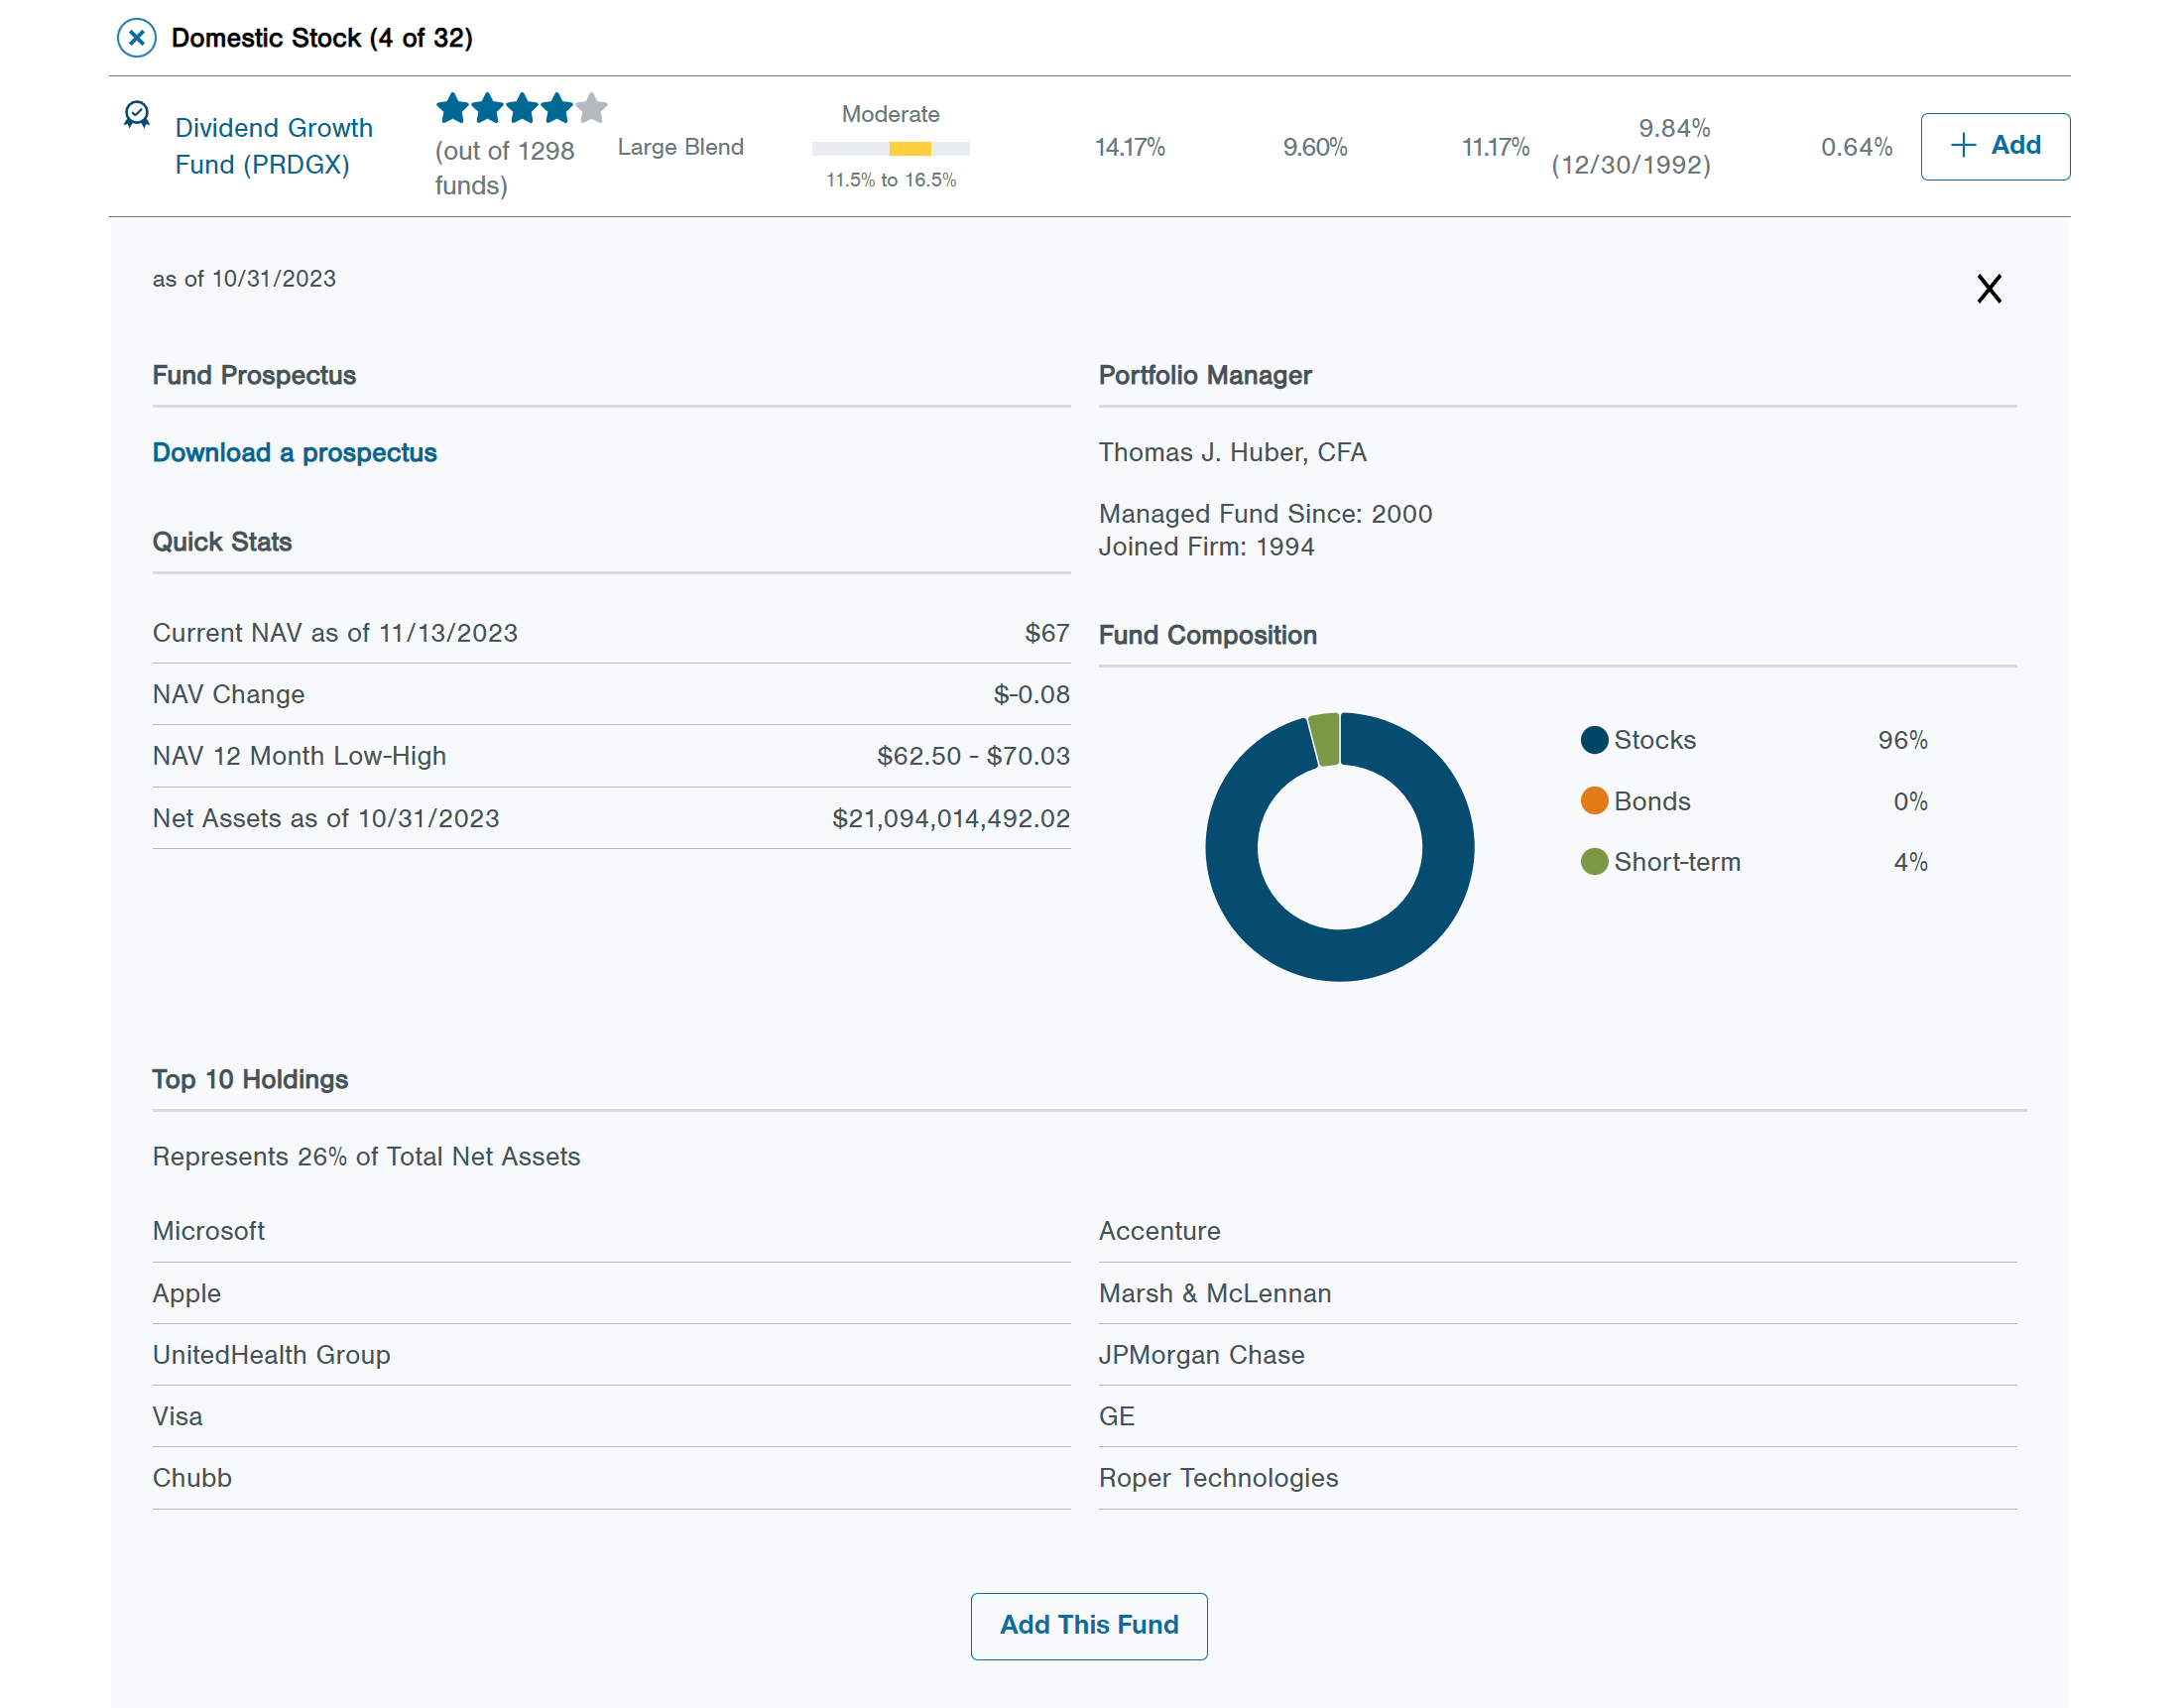 Domestic Stock (4 of 32)
Dividend Growth
Fund (PRDGX)
(out of 1298
funds)
Large Blend
Moderate
11.5% to 16.5%
14.17%
9.60%
11.17%
9.84%
(12/30/1992)
0.64%
+ Add
as of 10/31/2023
X
Fund Prospectus
Download a prospectus
Quick Stats
Current NAV as of 11/13/2023 $67
NAV Change $-0.08
NAV 12 Month Low-High $62.50 - $70.03
Net Assets as of 10/31/2023 $21,094,014,492.02
Portfolio Manager
Thomas J. Huber, CFA
Managed Fund Since: 2000
Joined Firm: 1994
Fund Composition
Stocks 96%
Bonds 0%
Short-term 4%
Top 10 Holdings
Represents 26% of Total Net Assets
Microsoft
Apple
UnitedHealth Group
Visa
Chubb
Accenture
Marsh & McLennan
JPMorgan Chase
GE
Roper Technologies
Add This Fund